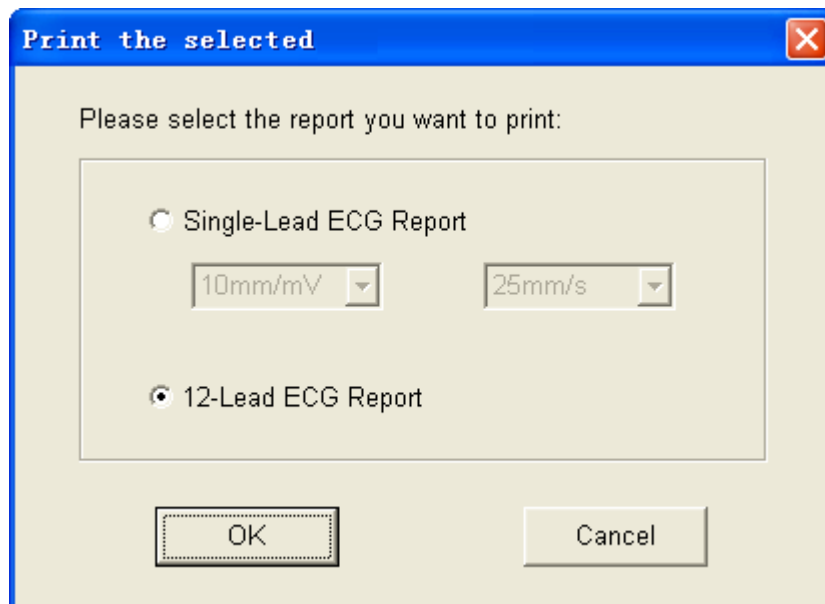 Print the selected
Please select the report you want to print:
Single-Lead ECG Report
10mm/mV 25mm/s
12-Lead ECG Report
OK Cancel